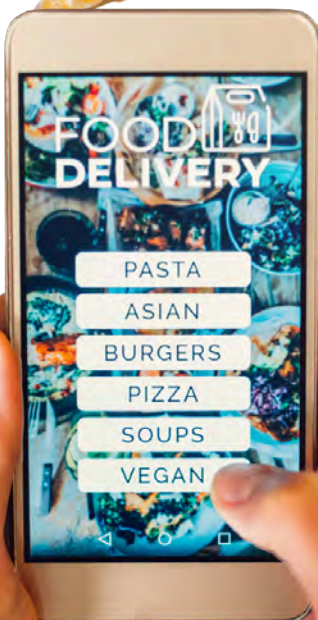 FOOD
DELIVERY
PASTA
ASIAN
BURGERS
PIZZA
SOUPS
VEGAN